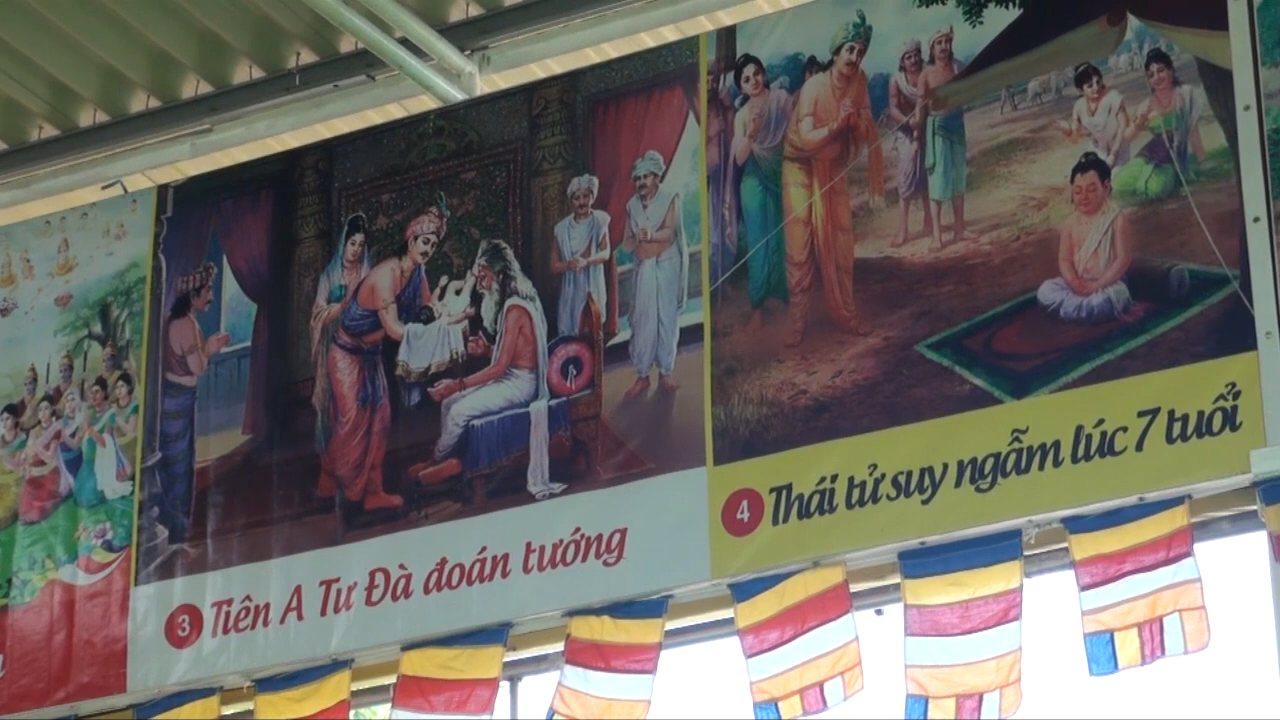 3 Tiên A Tư Đà đoán tướng
4 Thái tử suy ngẫm lúc 7 tuổi